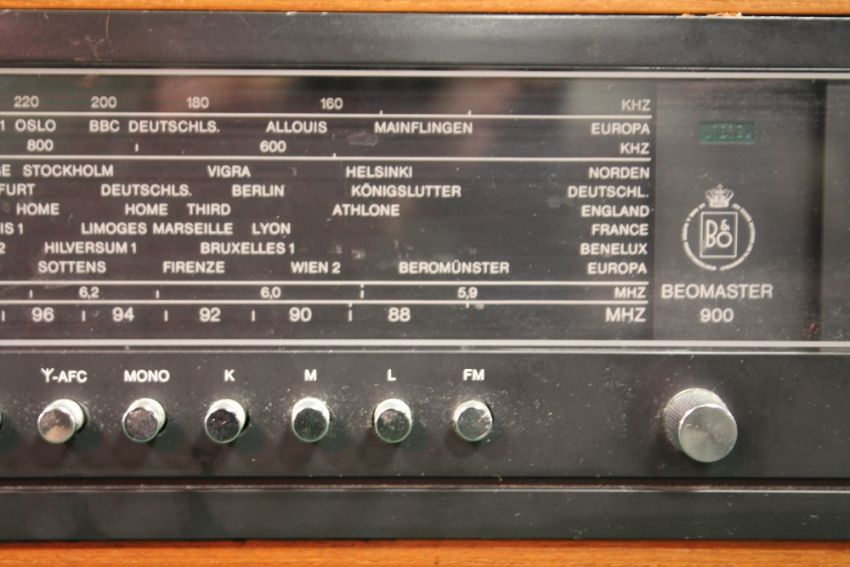 220 200 180 160 KHZ
1 OSLO BBC DEUTSCHLS. ALLOUIS MAINFLINGEN EUROPA
800 600 KHZ
STOCKHOLM VIGRA HELSINKI NORDEN
FURT DEUTSCHLS. BERLIN KÖNIGSLUTTER DEUTSCHL.
HOME HOME THIRD ATHLONE ENGLAND
IS 1 LIMOGES MARSEILLE LYON FRANCE
2 HILVERSUM 1 BRUXELLES 1 BENELUX
SOTTENS FIRENZE WIEN 2 BEROMÜNSTER EUROPA
6,2 6,0 5,9 MHZ
96 94 92 90 88 MHZ
B&O
BEOMASTER
900
-AFC MONO K M L FM